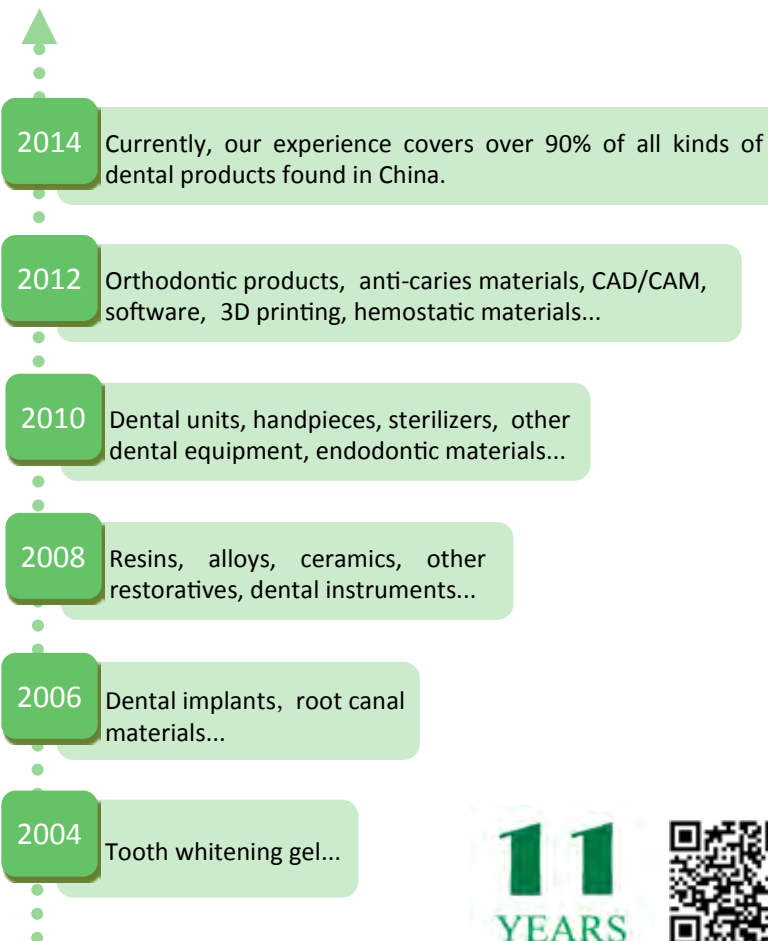 2014
Currently, our experience covers over 90% of all kinds of
dental products found in China.
2012
Orthodontic products, anti-caries materials, CAD/CAM,
software, 3D printing, hemostatic materials...
2010
Dental units, handpieces, sterilizers, other
dental equipment, endodontic materials...
2008
Resins, alloys, ceramics, other
restoratives, dental instruments...
2006
Dental implants, root canal
materials...
2004
Tooth whitening gel...
11
YEARS